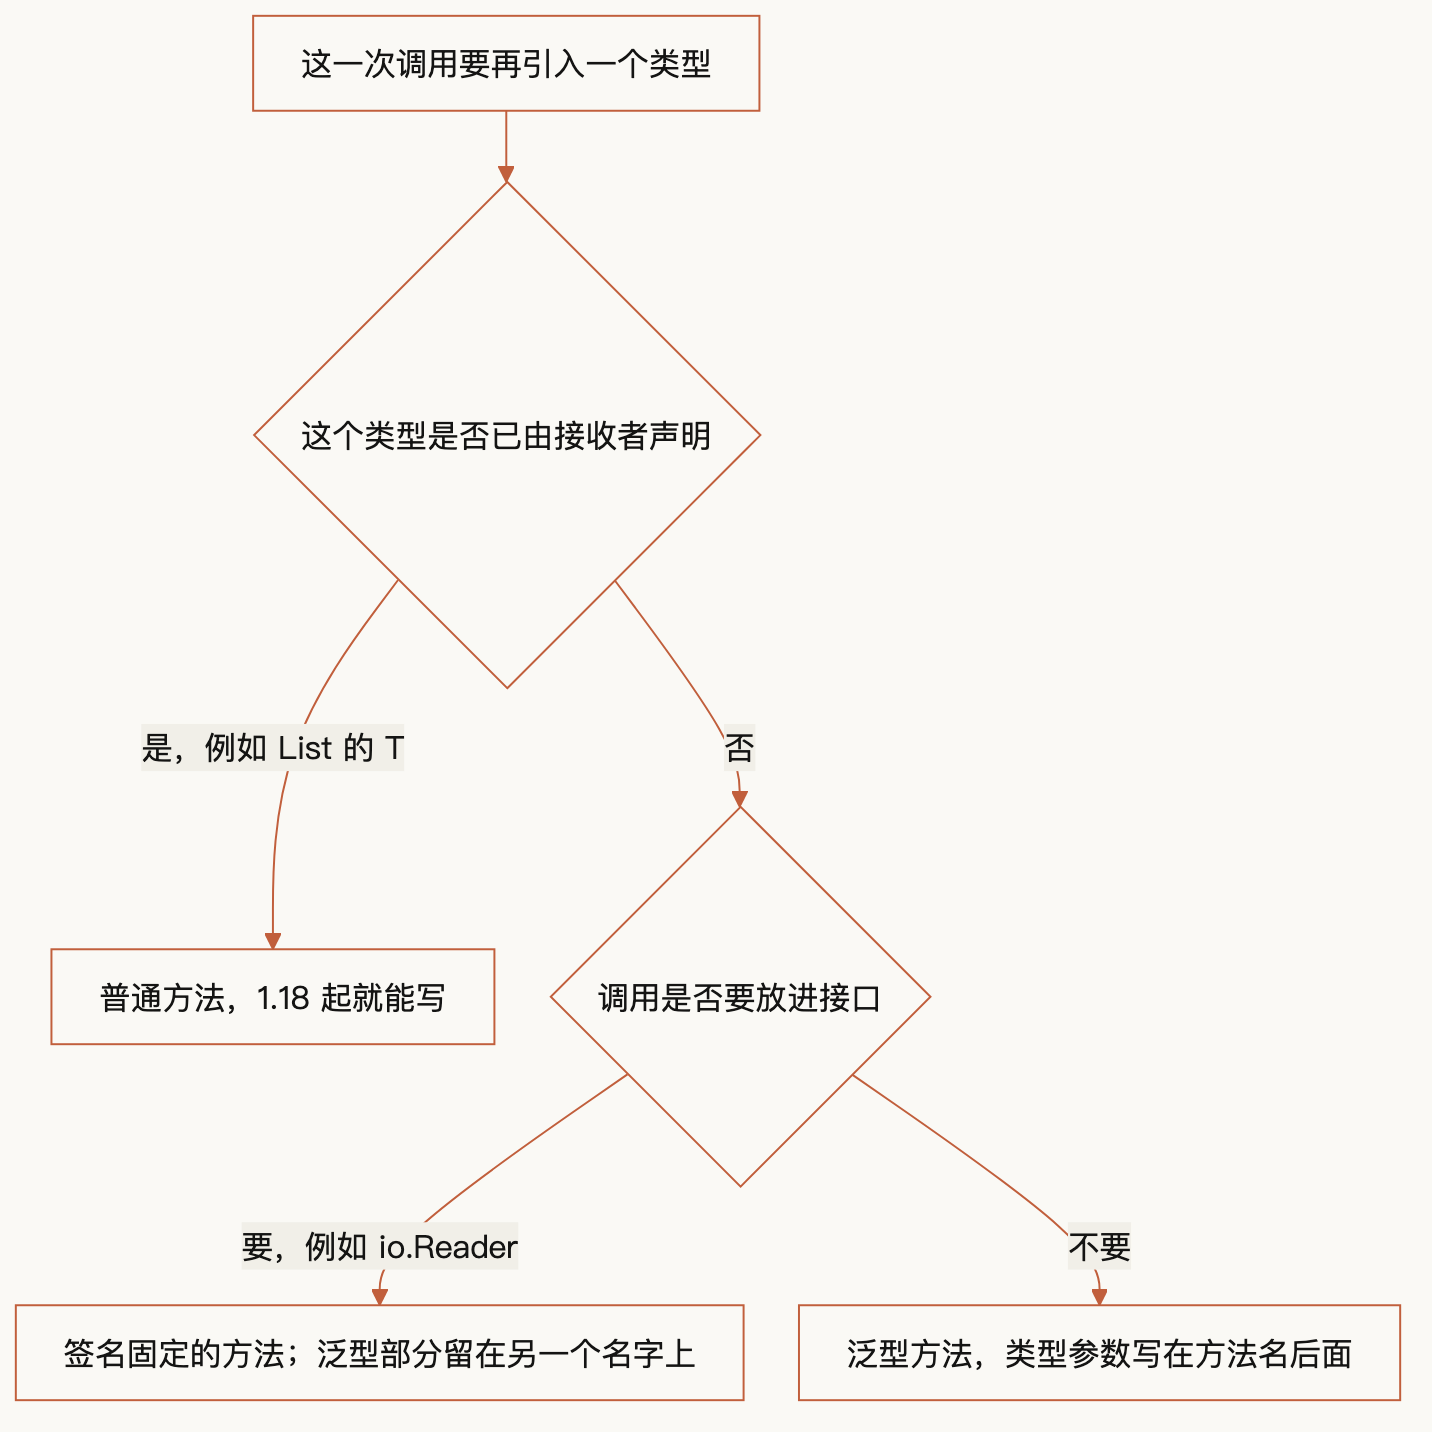 这一次调用要再引入一个类型
这个类型是否已由接收者声明
是，例如 List 的 T
否
普通方法，1.18 起就能写
调用是否要放进接口
要，例如 io.Reader
不要
签名固定的方法；泛型部分留在另一个名字上
泛型方法，类型参数写在方法名后面